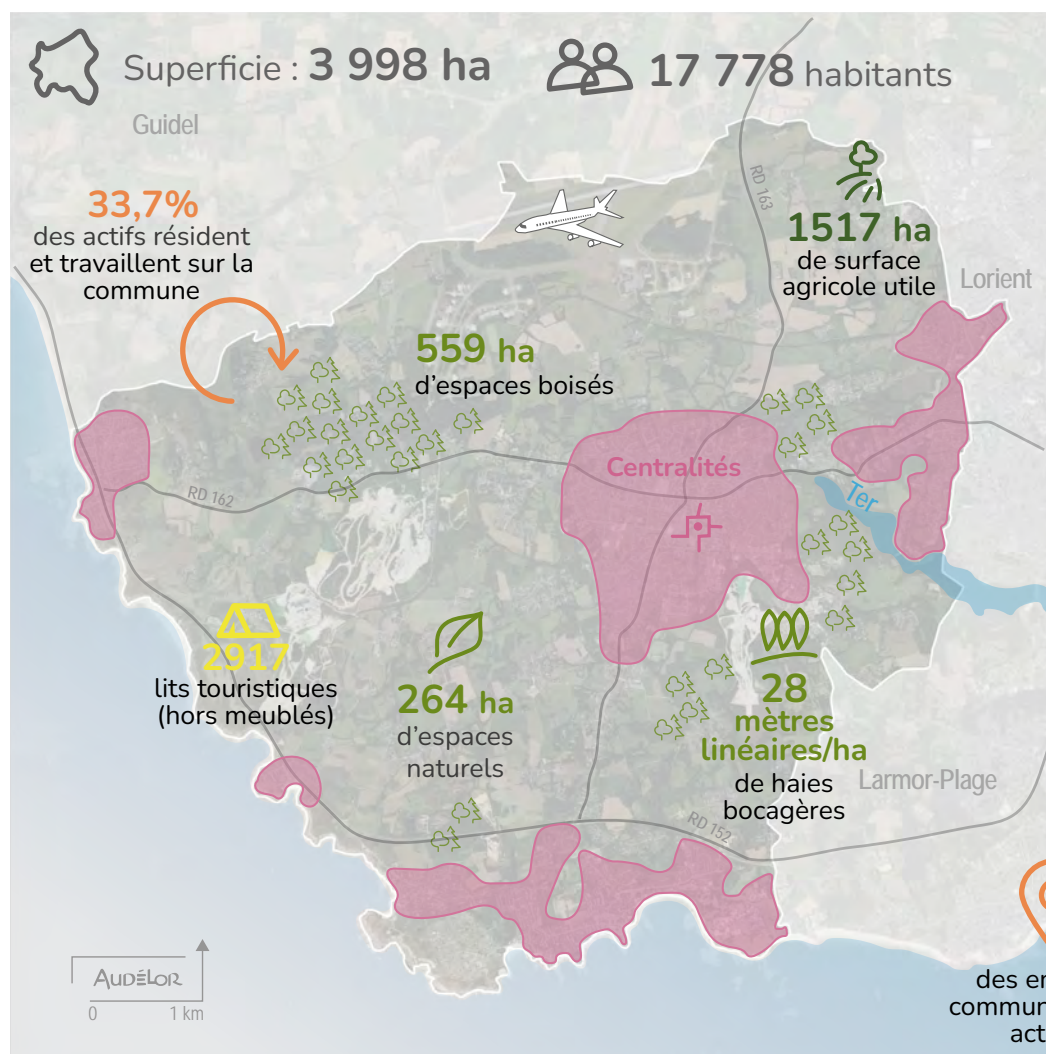 Superficie : 3 998 ha
17 778 habitants
Guidel
33,7%
des actifs résident
et travaillent sur la
commune
RD 163
1517 ha
de surface
agricole utile
Lorient
559 ha
d'espaces boisés
Centralités
RD 162
Ter
2917
lits touristiques
(hors meublés)
264 ha
d'espaces
naturels
28
mètres
linéaires/ha
de haies
bocagères
Larmor-Plage
RD 152
AUDÉLOR
0 1 km
des
commun
act